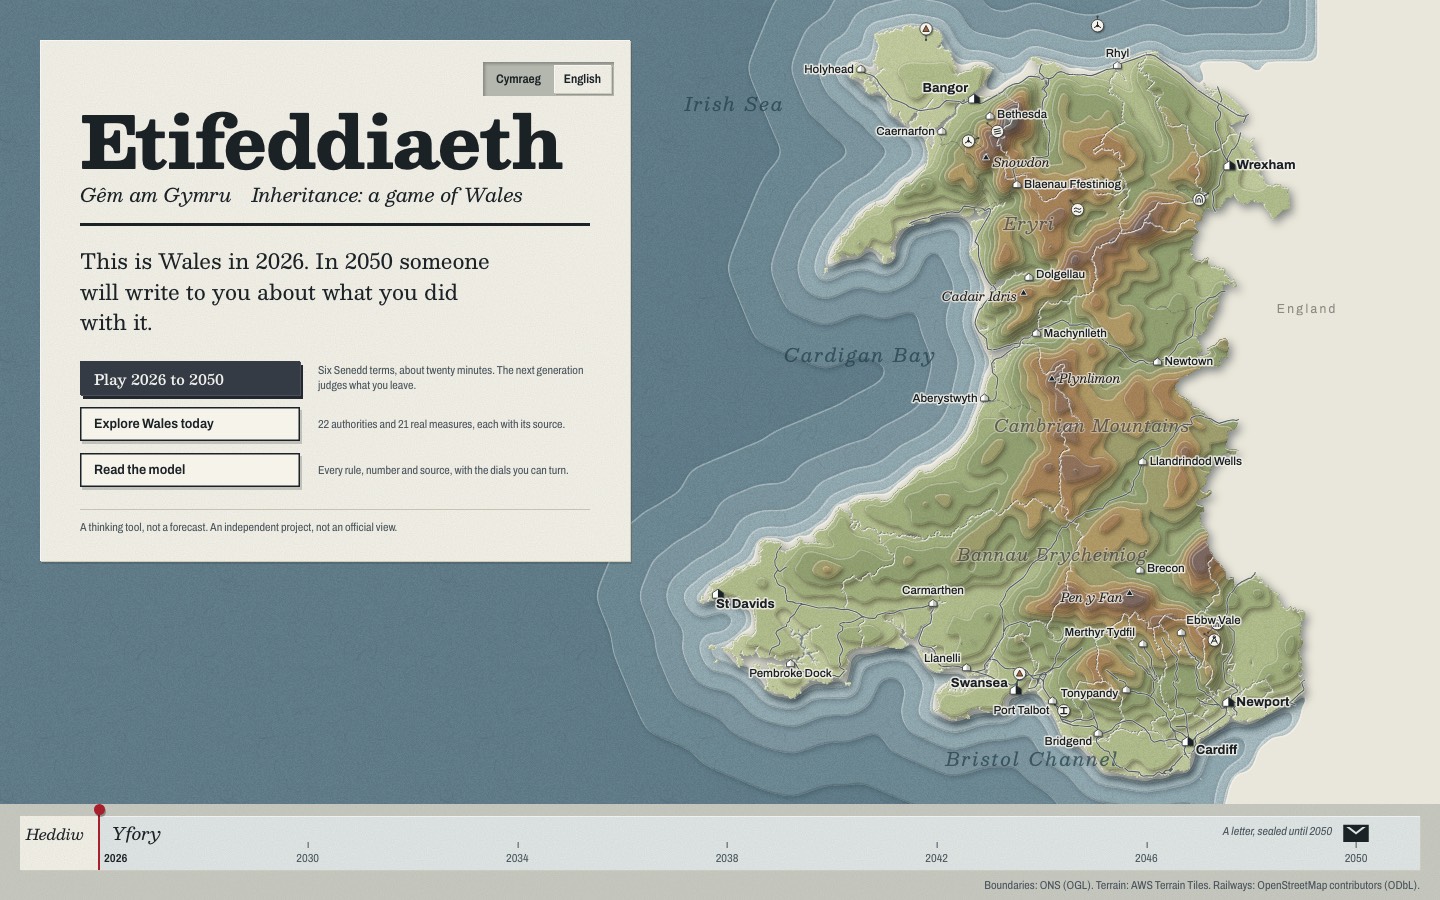 Cymraeg
English
Etifeddiaeth
Gêm am Gymru Inheritance: a game of Wales
This is Wales in 2026. In 2050 someone
will write to you about what you did
with it.
Play 2026 to 2050
Six Senedd terms, about twenty minutes. The next generation
judges what you leave.
Explore Wales today
22 authorities and 21 real measures, each with its source.
Read the model
Every rule, number and source, with the dials you can turn.
A thinking tool, not a forecast. An independent project, not an official view.
Irish Sea
Holyhead
Rhyl
Bangor
Bethesda
Caernarfon
Snowdon
Wrexham
Blaenau Ffestiniog
Eryri
Dolgellau
Cadair Idris
England
Machynlleth
Cardigan Bay
Newtown
Plynlimon
Aberystwyth
Cambrian Mountains
Llandrindod Wells
Bannau Brycheiniog
Brecon
Carmarthen
Pen y Fan
St Davids
Ebbw Vale
Merthyr Tydfil
Llanelli
Pembroke Dock
Swansea
Tonypandy
Port Talbot
Newport
Bridgend
Cardiff
Bristol Channel
Heddiw
Yfory
A letter, sealed until 2050
2026
2030
2034
2038
2042
2046
2050
Boundaries: ONS (OGL). Terrain: AWS Terrain Tiles. Railways: OpenStreetMap contributors (ODbL).